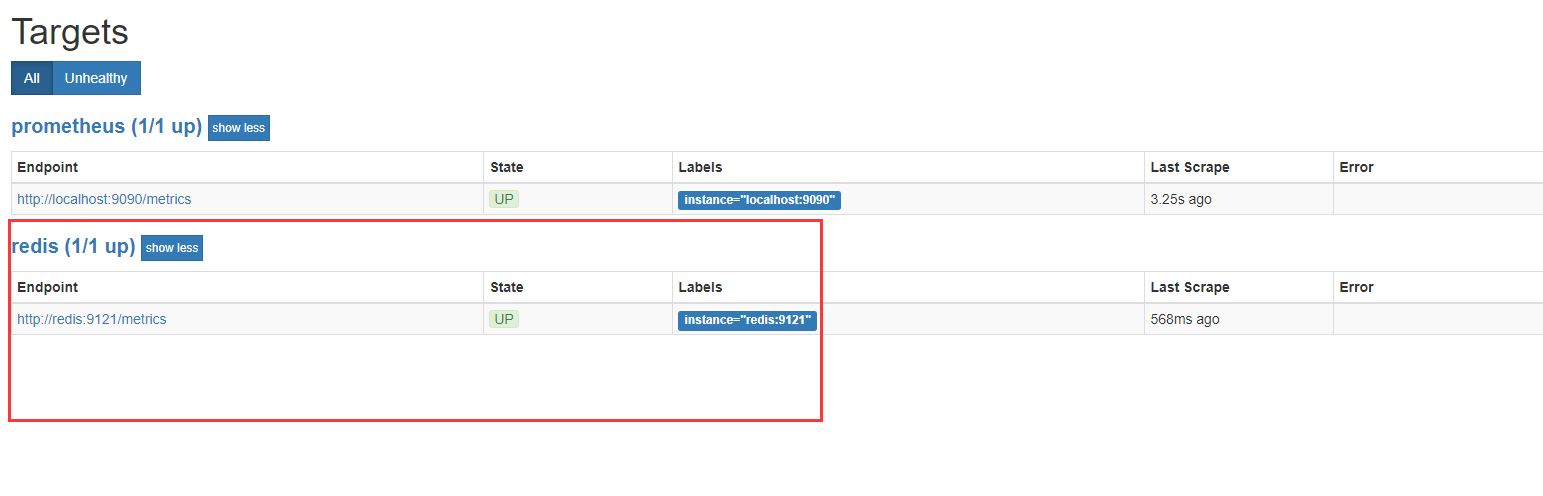 Targets
All Unhealthy
prometheus (1/1 up) show less
Endpoint State Labels Last Scrape Error
http://localhost:9090/metrics UP instance="localhost:9090" 3.25s ago
redis (1/1 up) show less
Endpoint State Labels Last Scrape Error
http://redis:9121/metrics UP instance="redis:9121" 568ms ago